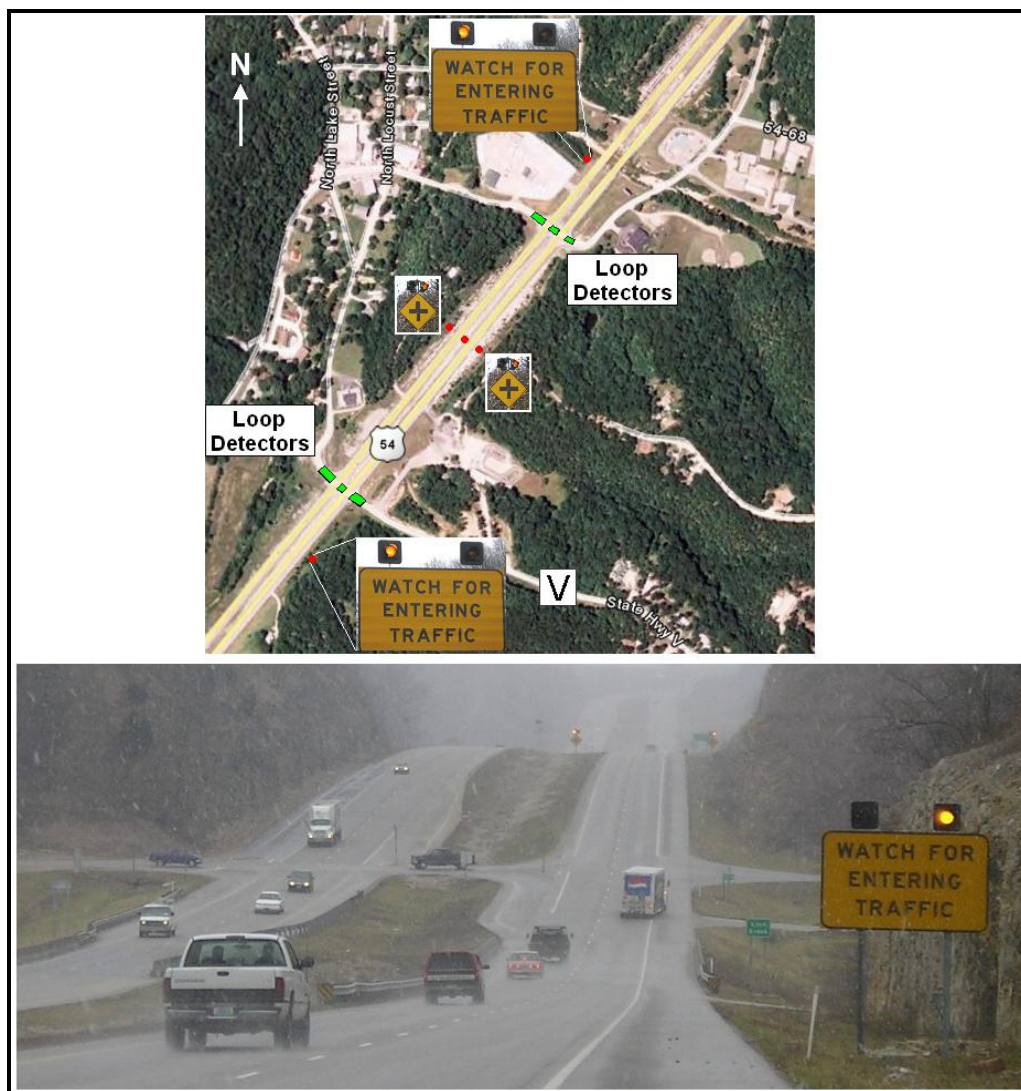 N
WATCH FOR
ENTERING
TRAFFIC
North Lake Street
North Locust Street
54-68
Loop
Detectors
Loop
Detectors
54
WATCH FOR
ENTERING
TRAFFIC
V
State Hwy V
WATCH FOR
ENTERING
TRAFFIC